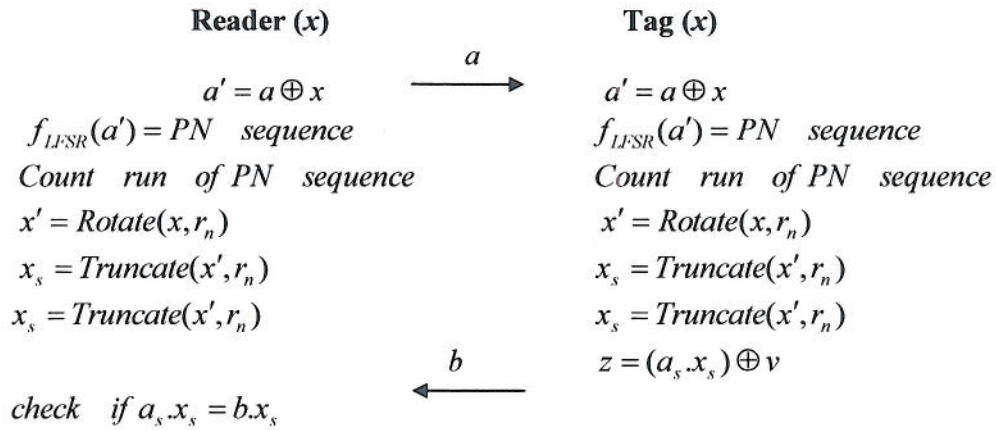 Reader (x) Tag (x)
a
a′ = a ⊕ x a′ = a ⊕ x
f_LFSR(a′) = PN sequence f_LFSR(a′) = PN sequence
Count run of PN sequence Count run of PN sequence
x′ = Rotate(x, r_n) x′ = Rotate(x, r_n)
x_s = Truncate(x′, r_n) x_s = Truncate(x′, r_n)
x_s = Truncate(x′, r_n) x_s = Truncate(x′, r_n)
b z = (a_s.x_s) ⊕ v
check if a_s.x_s = b.x_s